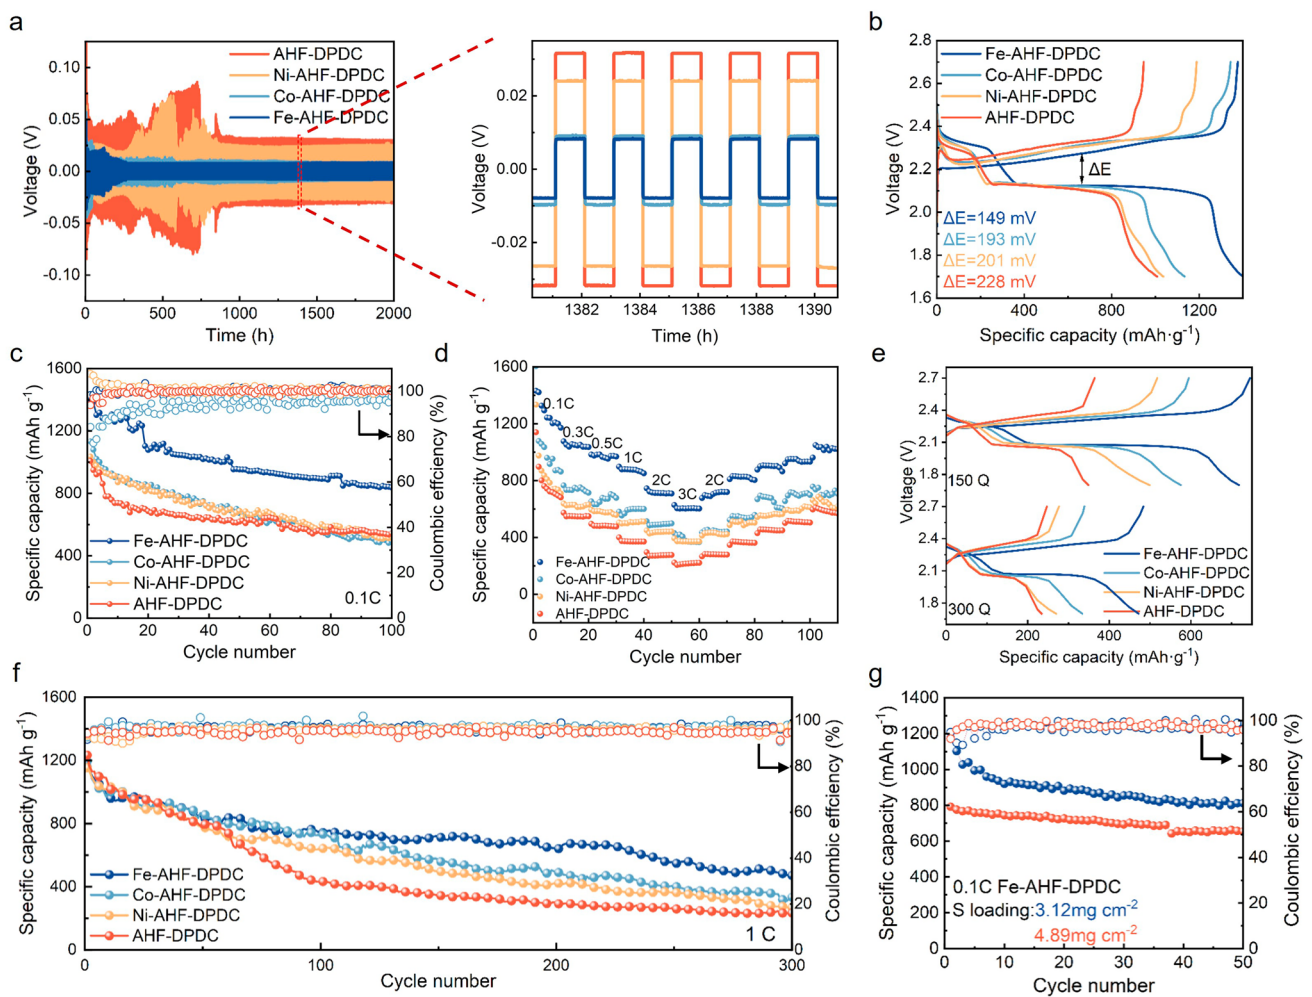 a
AHF-DPDC
Ni-AHF-DPDC
Co-AHF-DPDC
Fe-AHF-DPDC
0.10
0.05
0.00
-0.05
-0.10
Voltage (V)
0 500 1000 1500 2000
Time (h)
0.02
0.00
-0.02
Voltage (V)
1382 1384 1386 1388 1390
Time (h)
b
Fe-AHF-DPDC
Co-AHF-DPDC
Ni-AHF-DPDC
AHF-DPDC
2.8
2.6
2.4
2.2
2.0
1.8
1.6
Voltage (V)
ΔE
ΔE=149 mV
ΔE=193 mV
ΔE=201 mV
ΔE=228 mV
0 400 800 1200
Specific capacity (mAh·g-1)
c
1600
1200
800
400
0
Specific capacity (mAh g-1)
100
80
60
40
20
0
Coulombic effciency (%)
Fe-AHF-DPDC
Co-AHF-DPDC
Ni-AHF-DPDC
AHF-DPDC
0.1C
0 20 40 60 80 100
Cycle number
d
1600
1200
800
400
0
Specific capacity (mAh g-1)
0.1C
0.3C
0.5C
1C
2C
3C
2C
Fe-AHF-DPDC
Co-AHF-DPDC
Ni-AHF-DPDC
AHF-DPDC
0 20 40 60 80 100
Cycle number
e
2.7
2.4
2.1
1.8
2.7
2.4
2.1
1.8
Voltage (V)
150 Q
300 Q
Fe-AHF-DPDC
Co-AHF-DPDC
Ni-AHF-DPDC
AHF-DPDC
0 200 400 600
Specific capacity (mAh·g-1)
f
1600
1200
800
400
0
Specific capacity (mAh g-1)
100
80
60
40
20
0
Coulombic effciency (%)
Fe-AHF-DPDC
Co-AHF-DPDC
Ni-AHF-DPDC
AHF-DPDC
1 C
0 100 200 300
Cycle number
g
1400
1200
1000
800
600
400
200
0
Specific capacity (mAh g-1)
100
80
60
40
20
0
Coulombic effciency (%)
0.1C Fe-AHF-DPDC
S loading:3.12mg cm-2
4.89mg cm-2
0 10 20 30 40 50
Cycle number